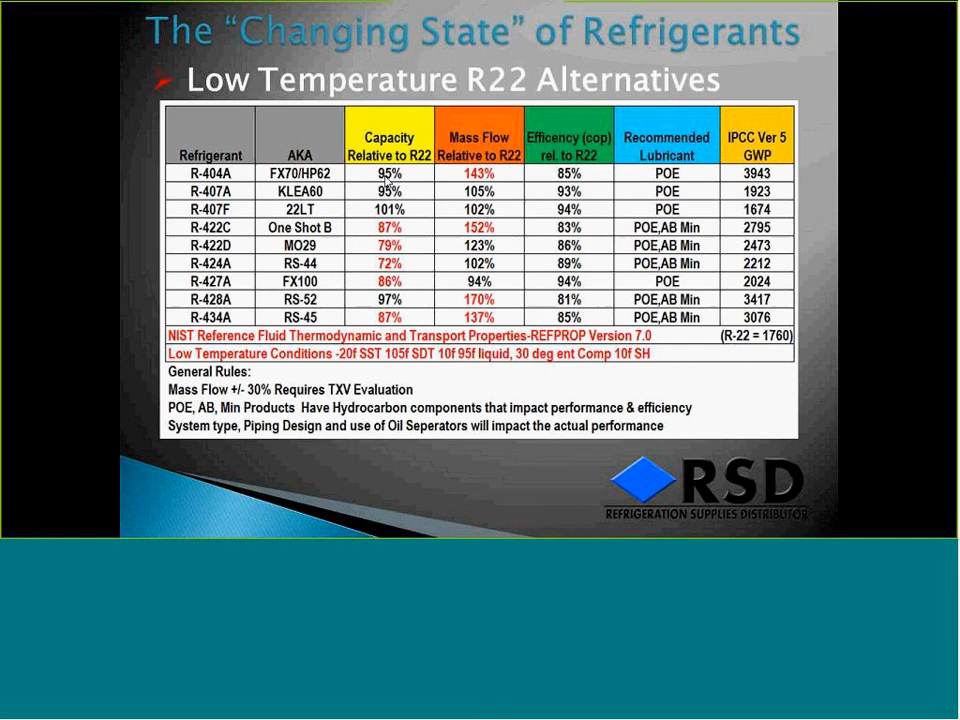 The “Changing State” of Refrigerants
Low Temperature R22 Alternatives
Refrigerant AKA Capacity Relative to R22 Mass Flow Relative to R22 Efficency (cop) rel. to R22 Recommended Lubricant IPCC Ver 5 GWP
R-404A FX70/HP62 95% 143% 85% POE 3943
R-407A KLEA60 95% 105% 93% POE 1923
R-407F 22LT 101% 102% 94% POE 1674
R-422C One Shot B 87% 152% 83% POE,AB Min 2795
R-422D MO29 79% 123% 86% POE,AB Min 2473
R-424A RS-44 72% 102% 89% POE,AB Min 2212
R-427A FX100 86% 94% 94% POE 2024
R-428A RS-52 97% 170% 81% POE,AB Min 3417
R-434A RS-45 87% 137% 85% POE,AB Min 3076
NIST Reference Fluid Thermodynamic and Transport Properties-REFPROP Version 7.0 (R-22 = 1760)
Low Temperature Conditions -20f SST 105f SDT 10f 95f liquid, 30 deg ent Comp 10f SH
General Rules:
Mass Flow +/- 30% Requires TXV Evaluation
POE, AB, Min Products Have Hydrocarbon components that impact performance & efficiency
System type, Piping Design and use of Oil Seperators will impact the actual performance
RSD
REFRIGERATION SUPPLIES DISTRIBUTOR